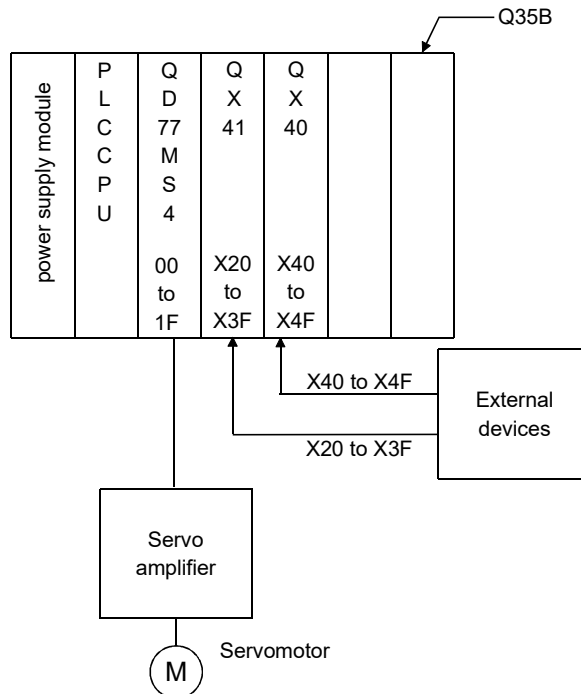 Q35B
power supply module
P
L
C
C
P
U
Q
D
77
M
S
4
00
to
1F
Q
X
41
X20
to
X3F
Q
X
40
X40
to
X4F
X40 to X4F
X20 to X3F
External
devices
Servo
amplifier
Servomotor
M